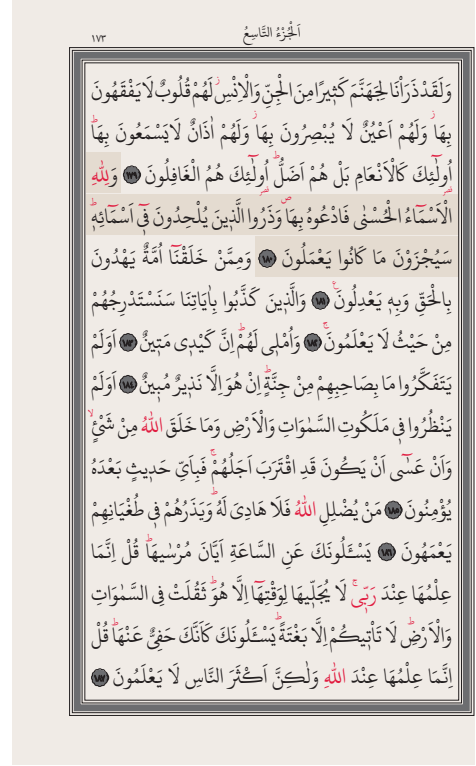 اَلْجُزْءُ التَّاسِعُ
١٧٣
وَلَقَدْ ذَرَاْنَا لِجَهَنَّمَ كَثٖيرًا مِنَ الْجِنِّ وَالْاِنْسِۘ لَهُمْ قُلُوبٌ لَا يَفْقَهُونَ
بِهَاۘ وَلَهُمْ اَعْيُنٌ لَا يُبْصِرُونَ بِهَاۘ وَلَهُمْ اٰذَانٌ لَا يَسْمَعُونَ بِهَاؕ
اُولٰٓئِكَ كَالْاَنْعَامِ بَلْ هُمْ اَضَلُّؕ اُولٰٓئِكَ هُمُ الْغَافِلُونَ ﴿١٧٩﴾ وَلِلّٰهِ
الْاَسْمَٓاءُ الْحُسْنٰى فَادْعُوهُ بِهَاࣕ وَذَرُوا الَّذٖينَ يُلْحِدُونَ فٖٓي اَسْمَٓائِهٖؕ
سَيُجْزَوْنَ مَا كَانُوا يَعْمَلُونَ ﴿١٨٠﴾ وَمِمَّنْ خَلَقْنَٓا اُمَّةٌ يَهْدُونَ
بِالْحَقِّ وَبِهٖ يَعْدِلُونَࣖ ﴿١٨١﴾ وَالَّذٖينَ كَذَّبُوا بِاٰيَاتِنَا سَنَسْتَدْرِجُهُمْ
مِنْ حَيْثُ لَا يَعْلَمُونَۚ ﴿١٨٢﴾ وَاُمْلٖى لَهُمْؕ اِنَّ كَيْدٖى مَتٖينٌ ﴿١٨٣﴾ اَوَلَمْ
يَتَفَكَّرُوا مَا بِصَاحِبِهِمْ مِنْ جِنَّةٍؕ اِنْ هُوَ اِلَّا نَذٖيرٌ مُبٖينٌ ﴿١٨٤﴾ اَوَلَمْ
يَنْظُرُوا فٖى مَلَكُوتِ السَّمٰوَاتِ وَالْاَرْضِ وَمَا خَلَقَ اللّٰهُ مِنْ شَیْءٍۙ
وَاَنْ عَسٰٓى اَنْ يَكُونَ قَدِ اقْتَرَبَ اَجَلُهُمْۚ فَبِاَىِّ حَدٖيثٍ بَعْدَهُ
يُؤْمِنُونَ ﴿١٨٥﴾ مَنْ يُضْلِلِ اللّٰهُ فَلَا هَادِىَ لَهُؕ وَيَذَرُهُمْ فٖى طُغْيَانِهِمْ
يَعْمَهُونَ ﴿١٨٦﴾ يَسْـَٔلُونَكَ عَنِ السَّاعَةِ اَيَّانَ مُرْسٰيهَاؕ قُلْ اِنَّمَا
عِلْمُهَا عِنْدَ رَبّٖىۚ لَا يُجَلّٖيهَا لِوَقْتِهَٓا اِلَّا هُوَؕ ثَقُلَتْ فِى السَّمٰوَاتِ
وَالْاَرْضِؕ لَا تَاْتٖيكُمْ اِلَّا بَغْتَةًؕ يَسْـَٔلُونَكَ كَاَنَّكَ حَفِىٌّ عَنْهَاؕ قُلْ
اِنَّمَا عِلْمُهَا عِنْدَ اللّٰهِ وَلٰكِنَّ اَكْثَرَ النَّاسِ لَا يَعْلَمُونَ ﴿١٨٧﴾